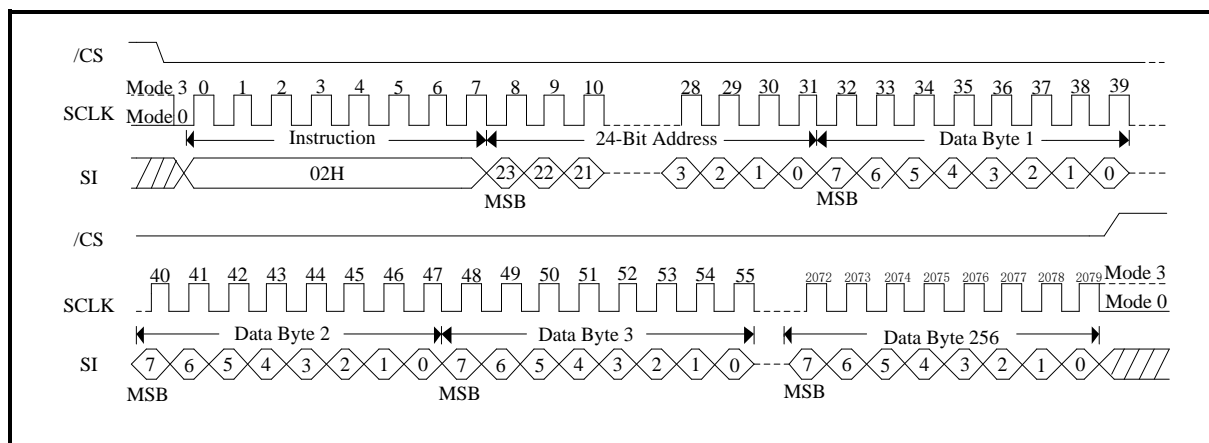 /CS
Mode 3 0 1 2 3 4 5 6 7 8 9 10 28 29 30 31 32 33 34 35 36 37 38 39
SCLK Mode 0
Instruction 24-Bit Address Data Byte 1
SI 02H 23 22 21 3 2 1 0 7 6 5 4 3 2 1 0
MSB MSB
/CS
40 41 42 43 44 45 46 47 48 49 50 51 52 53 54 55 2072 2073 2074 2075 2076 2077 2078 2079 Mode 3
SCLK Mode 0
Data Byte 2 Data Byte 3 Data Byte 256
SI 7 6 5 4 3 2 1 0 7 6 5 4 3 2 1 0 7 6 5 4 3 2 1 0
MSB MSB MSB